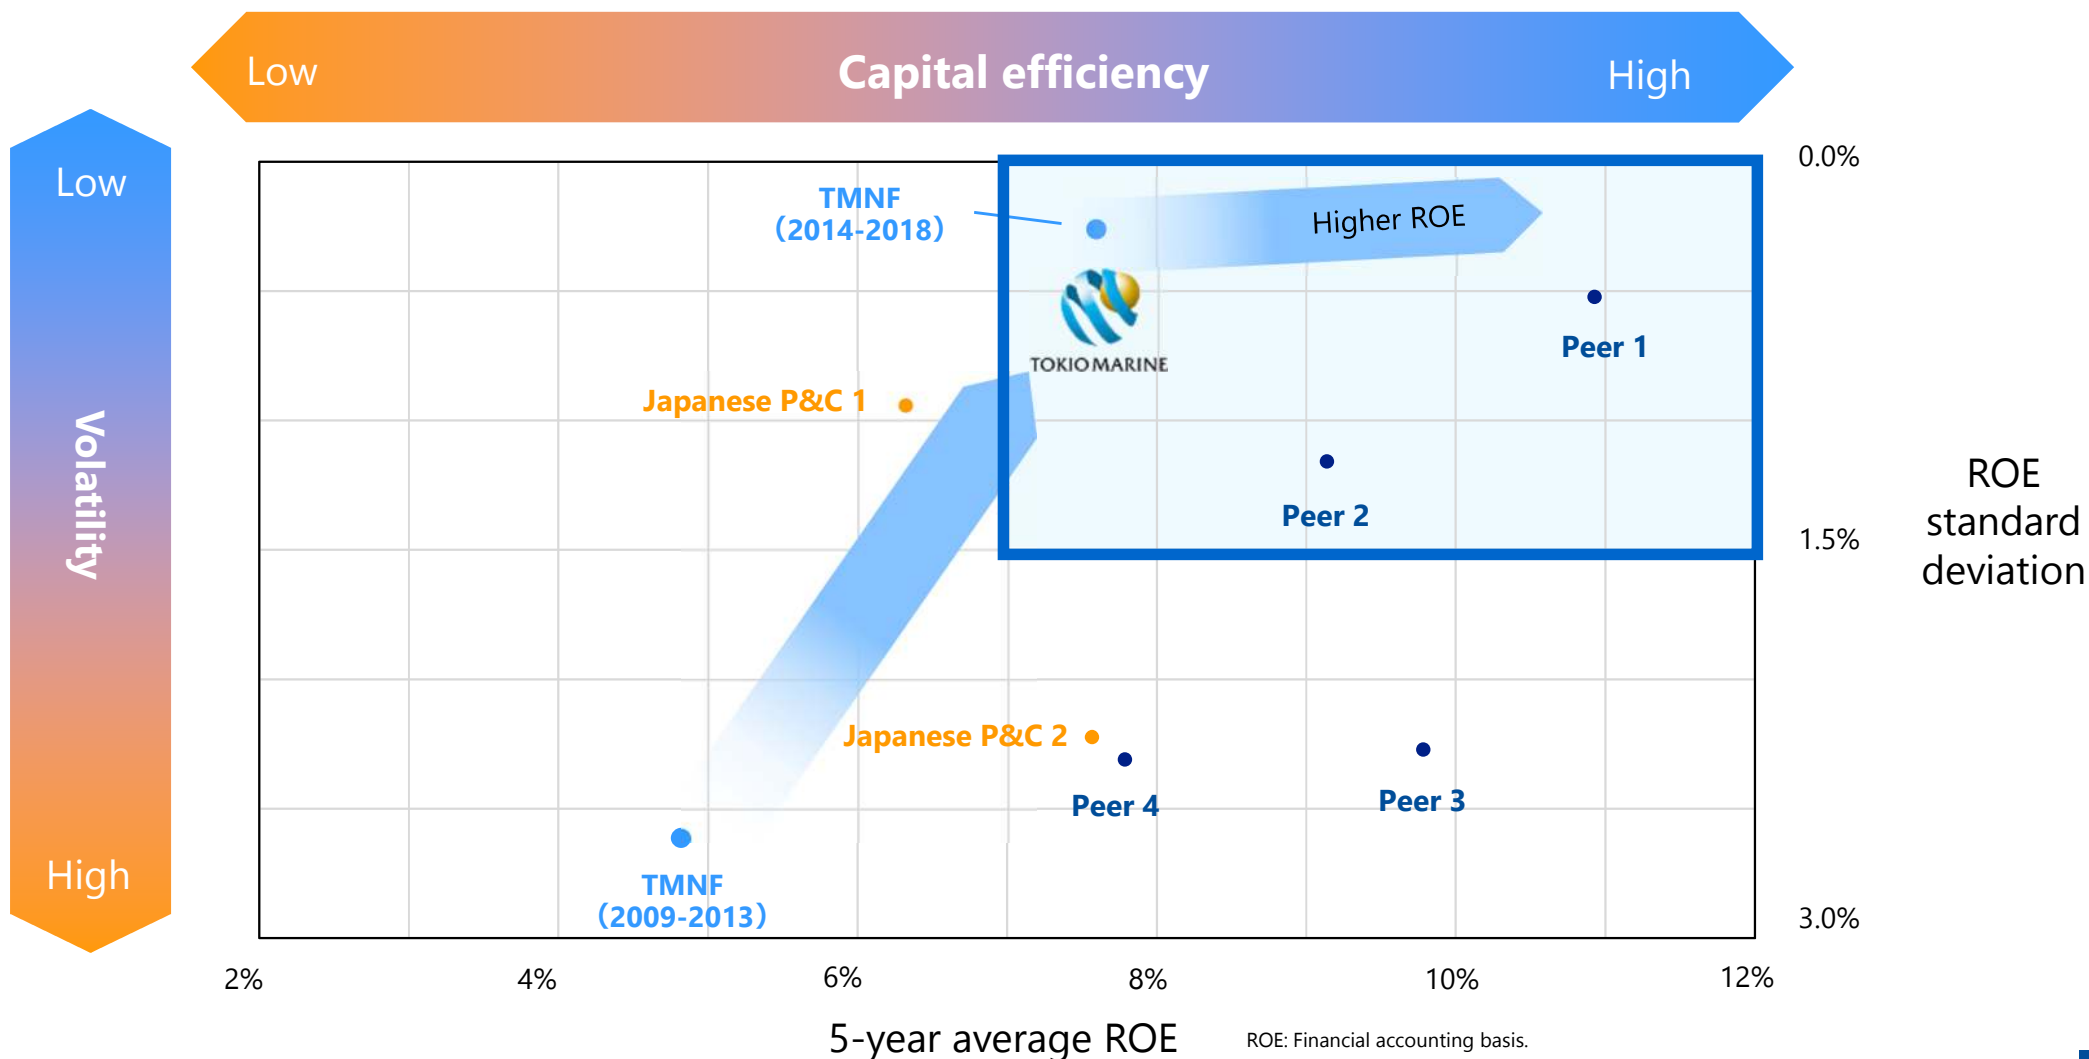 Low
Capital efficiency
High
Low
Volatility
High
TMNF
（2014-2018）
Higher ROE
TOKIO MARINE
Peer 1
Japanese P&C 1
Peer 2
Japanese P&C 2
Peer 4
Peer 3
TMNF
（2009-2013）
0.0%
1.5%
3.0%
ROE
standard
deviation
2%
4%
6%
8%
10%
12%
5-year average ROE
ROE: Financial accounting basis.